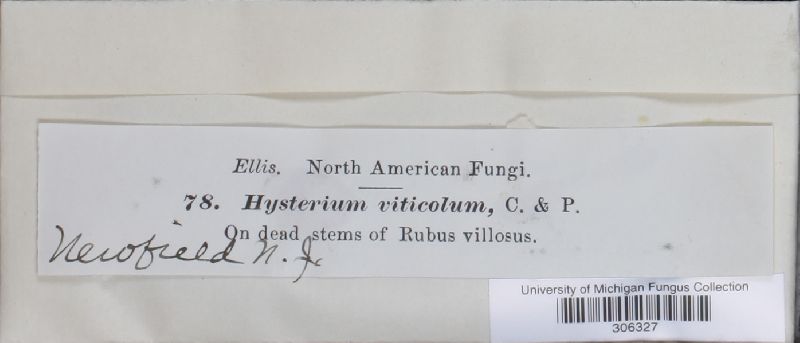 Ellis. North American Fungi.
78. Hysterium viticolum, C. & P.
On dead stems of Rubus villosus.
Newfield N. J.
University of Michigan Fungus Collection
306327